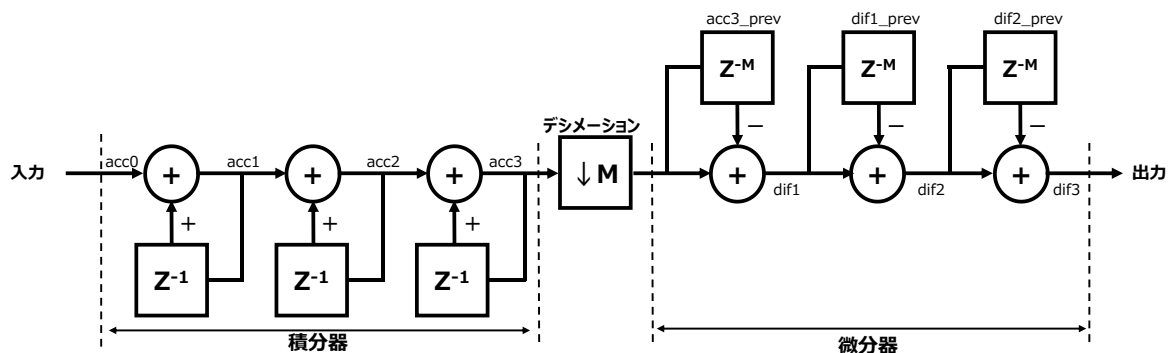 acc3_prev
dif1_prev
dif2_prev
Z-M
Z-M
Z-M
デシメーション
−
−
−
入力
acc0
+
acc1
+
acc2
+
acc3
↓M
+
dif1
+
dif2
+
dif3
出力
+
+
+
Z-1
Z-1
Z-1
積分器
微分器